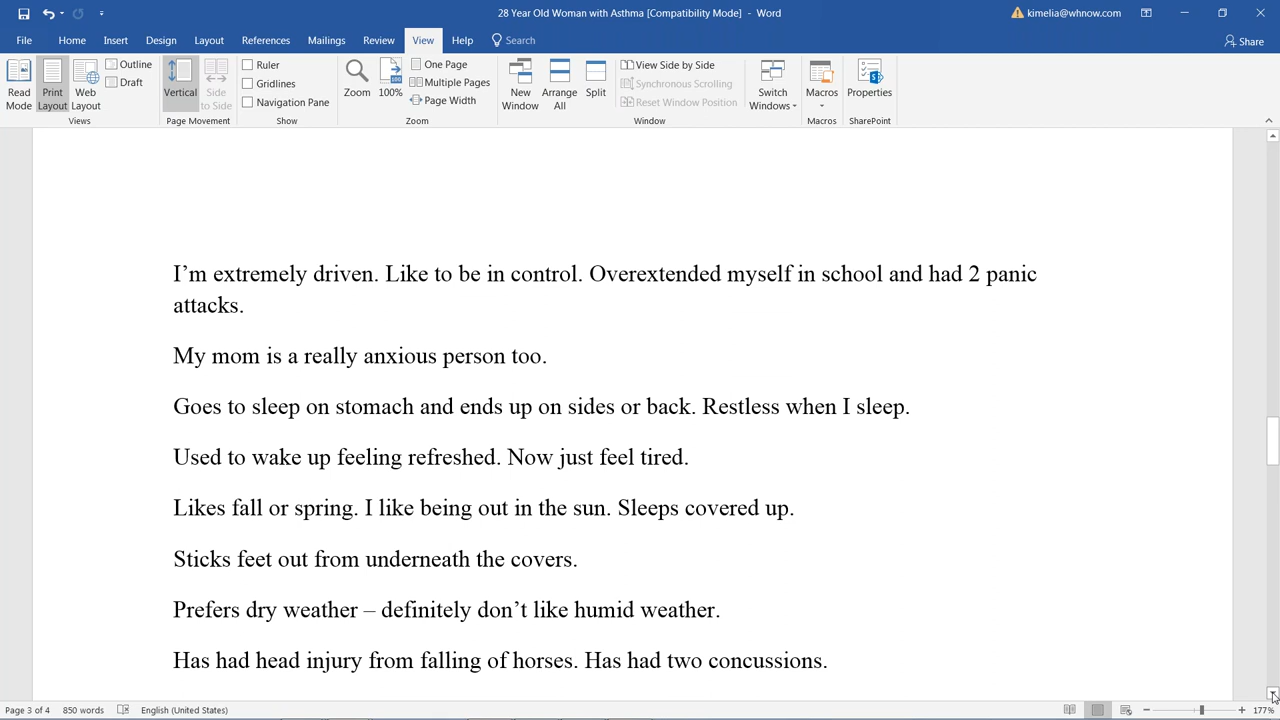 28 Year Old Woman with Asthma [Compatibility Mode] - Word
kimelia@whnow.com
File Home Insert Design Layout References Mailings Review View Help Search Share
Read Mode
Print Layout
Web Layout
Outline
Draft
Views
Vertical
Side to Side
Page Movement
Ruler
Gridlines
Navigation Pane
Show
Zoom
100
100%
One Page
Multiple Pages
Page Width
Zoom
New Window
Arrange All
Split
View Side by Side
Synchronous Scrolling
Reset Window Position
Window
Switch Windows
Macros
Macros
Properties
SharePoint
I’m extremely driven. Like to be in control. Overextended myself in school and had 2 panic
attacks.
My mom is a really anxious person too.
Goes to sleep on stomach and ends up on sides or back. Restless when I sleep.
Used to wake up feeling refreshed. Now just feel tired.
Likes fall or spring. I like being out in the sun. Sleeps covered up.
Sticks feet out from underneath the covers.
Prefers dry weather – definitely don’t like humid weather.
Has had head injury from falling of horses. Has had two concussions.
Page 3 of 4 850 words English (United States) 177%